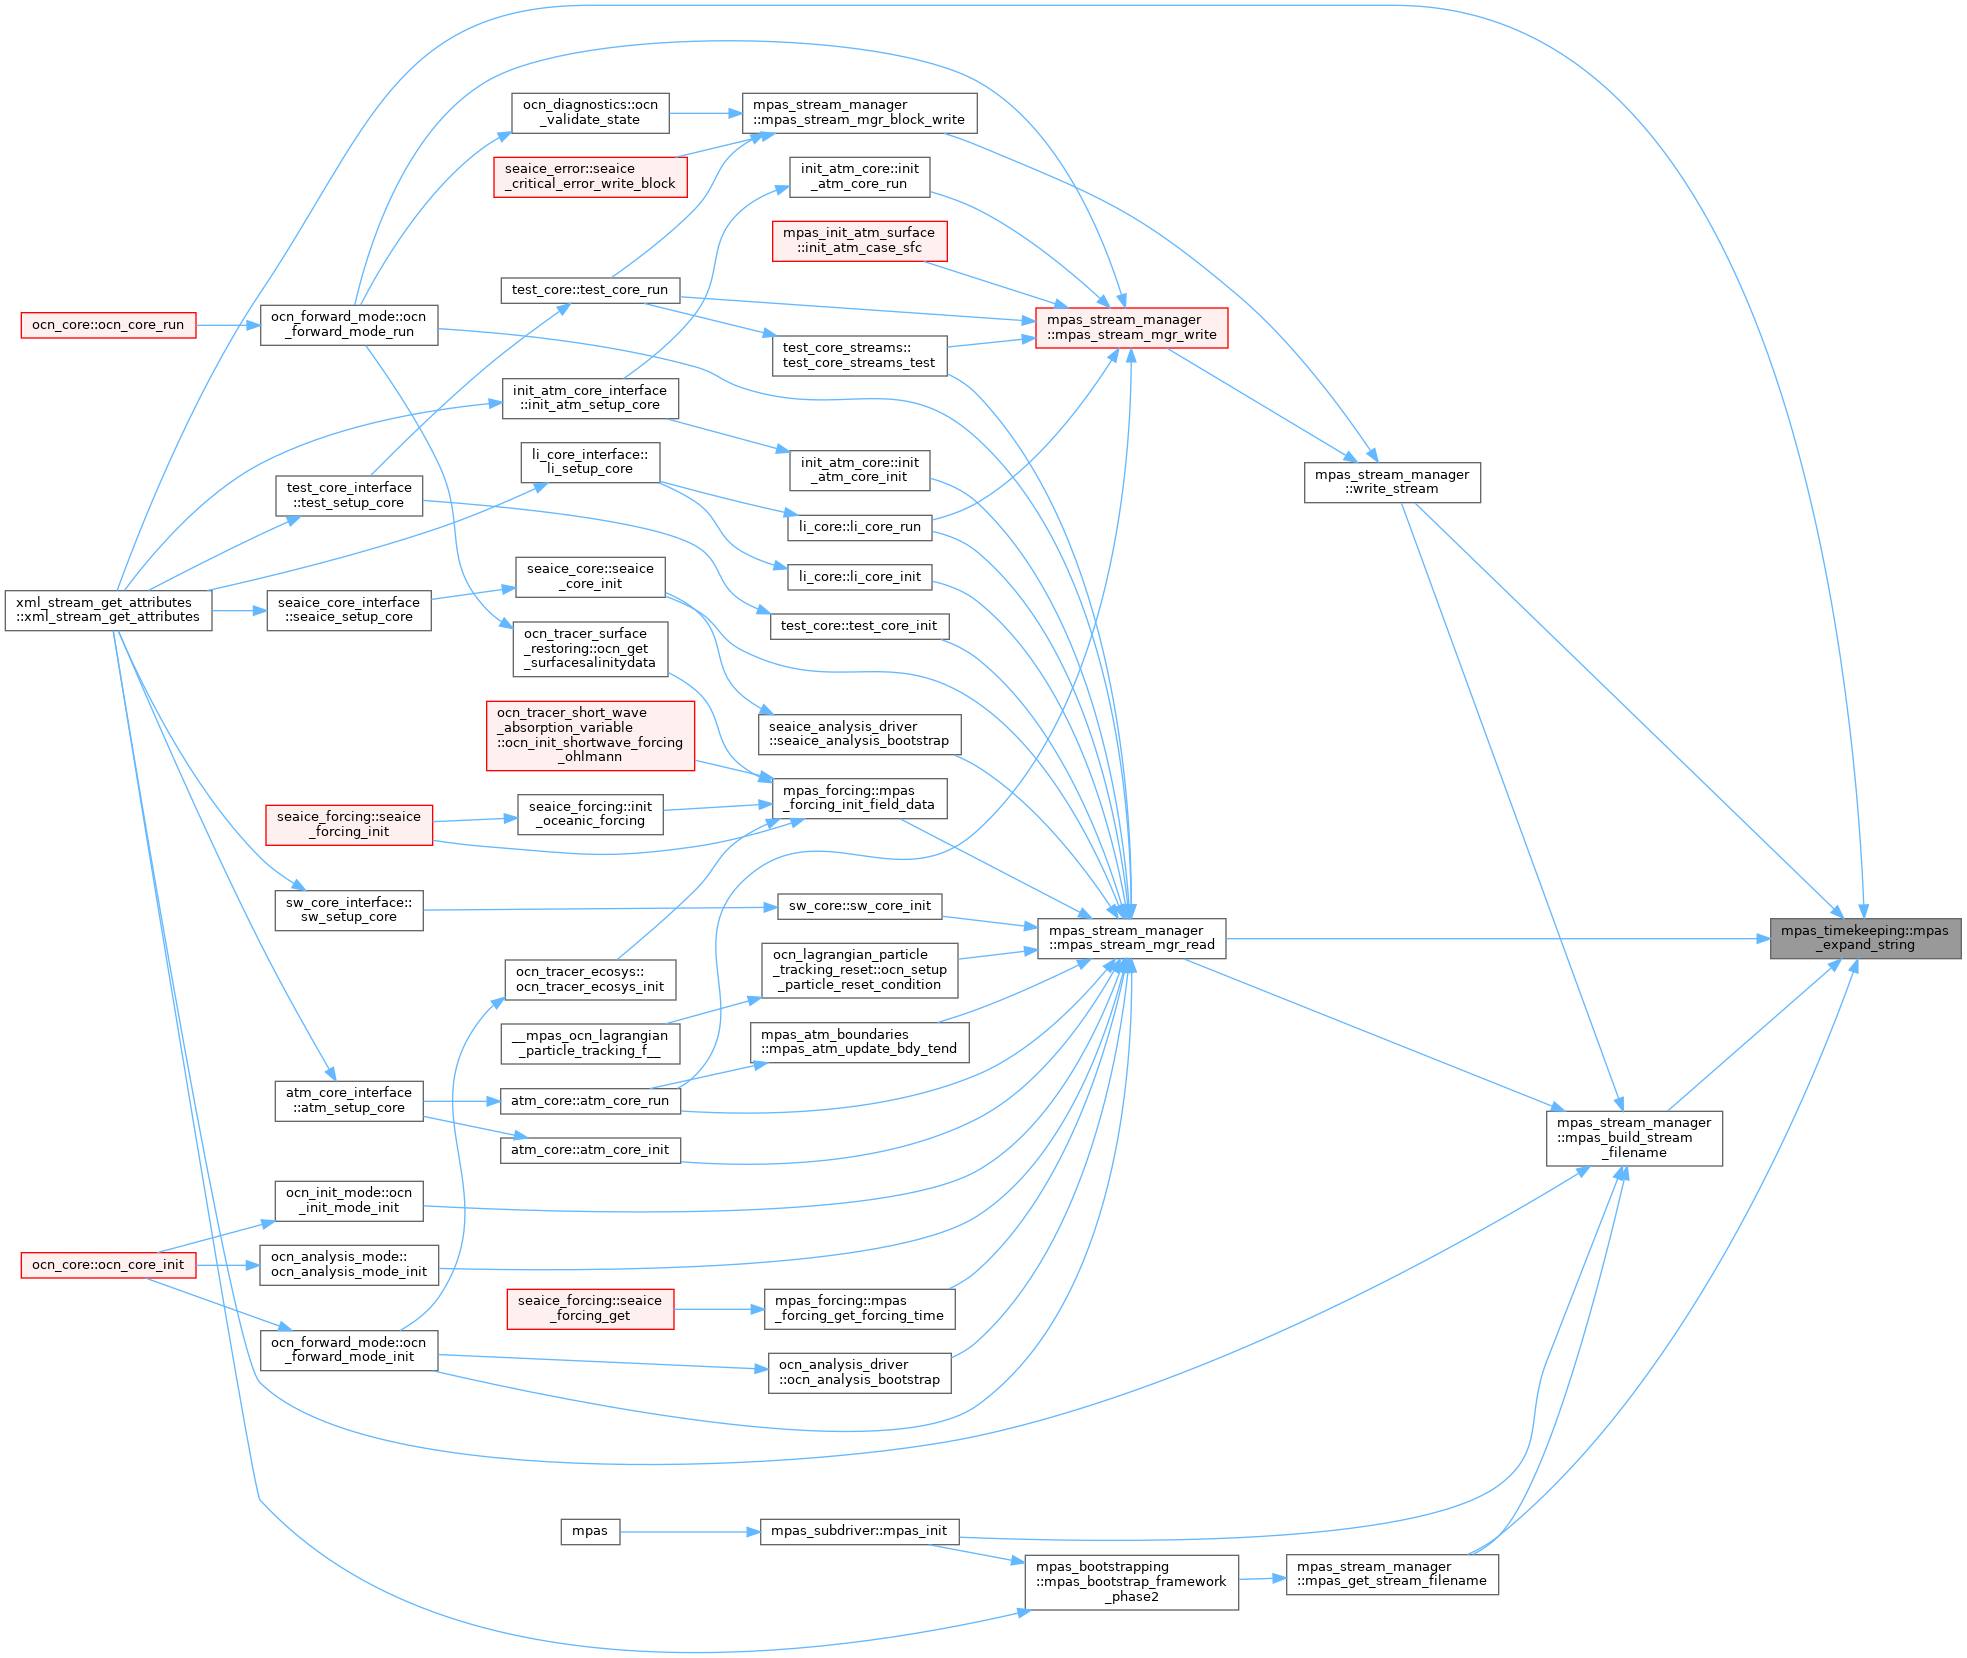 ocn_diagnostics::ocn
_validate_state
mpas_stream_manager
::mpas_stream_mgr_block_write
seaice_error::seaice
_critical_error_write_block
init_atm_core::init
_atm_core_run
mpas_init_atm_surface
::init_atm_case_sfc
test_core::test_core_run
ocn_core::ocn_core_run
ocn_forward_mode::ocn
_forward_mode_run
mpas_stream_manager
::mpas_stream_mgr_write
test_core_streams::
test_core_streams_test
init_atm_core_interface
::init_atm_setup_core
li_core_interface::
li_setup_core
init_atm_core::init
_atm_core_init
mpas_stream_manager
::write_stream
test_core_interface
::test_setup_core
li_core::li_core_run
seaice_core::seaice
_core_init
li_core::li_core_init
xml_stream_get_attributes
::xml_stream_get_attributes
seaice_core_interface
::seaice_setup_core
test_core::test_core_init
ocn_tracer_surface
_restoring::ocn_get
_surfacesalinitydata
ocn_tracer_short_wave
_absorption_variable
::ocn_init_shortwave_forcing
_ohlmann
seaice_analysis_driver
::seaice_analysis_bootstrap
mpas_forcing::mpas
_forcing_init_field_data
seaice_forcing::seaice
_forcing_init
seaice_forcing::init
_oceanic_forcing
sw_core_interface::
sw_setup_core
sw_core::sw_core_init
mpas_stream_manager
::mpas_stream_mgr_read
mpas_timekeeping::mpas
_expand_string
ocn_tracer_ecosys::
ocn_tracer_ecosys_init
ocn_lagrangian_particle
_tracking_reset::ocn_setup
_particle_reset_condition
__mpas_ocn_lagrangian
_particle_tracking_f__
mpas_atm_boundaries
::mpas_atm_update_bdy_tend
atm_core_interface
::atm_setup_core
atm_core::atm_core_run
atm_core::atm_core_init
mpas_stream_manager
::mpas_build_stream
_filename
ocn_init_mode::ocn
_init_mode_init
ocn_core::ocn_core_init
ocn_analysis_mode::
ocn_analysis_mode_init
seaice_forcing::seaice
_forcing_get
mpas_forcing::mpas
_forcing_get_forcing_time
ocn_forward_mode::ocn
_forward_mode_init
ocn_analysis_driver
::ocn_analysis_bootstrap
mpas
mpas_subdriver::mpas_init
mpas_bootstrapping
::mpas_bootstrap_framework
_phase2
mpas_stream_manager
::mpas_get_stream_filename